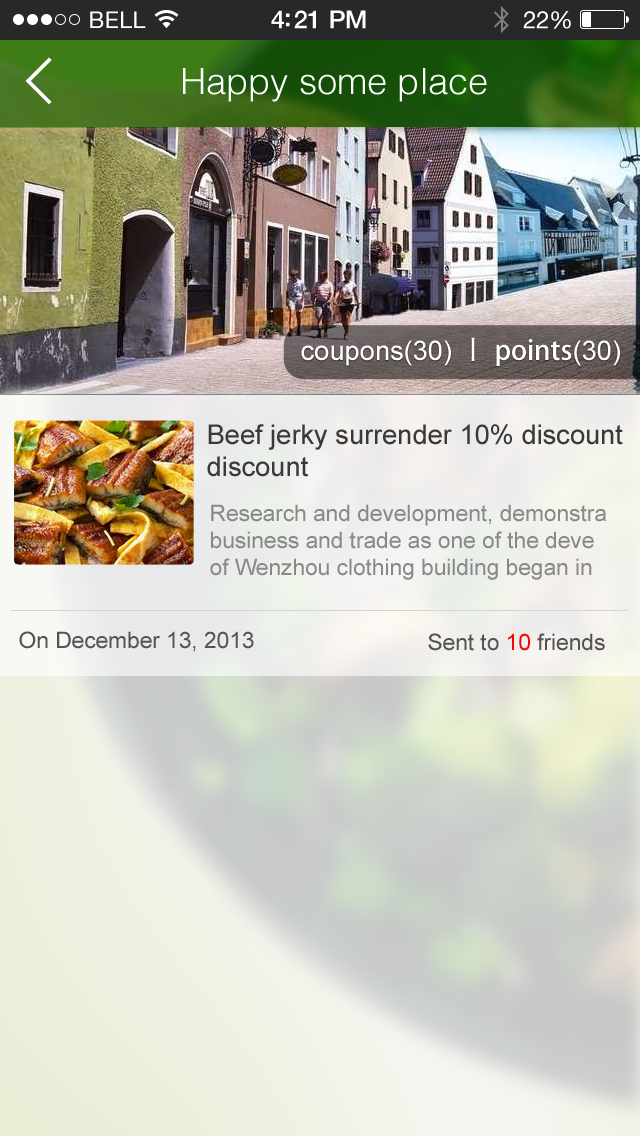 BELL 4:21 PM 22%
Happy some place
coupons(30) | points(30)
Beef jerky surrender 10% discount
discount
Research and development, demonstra
business and trade as one of the deve
of Wenzhou clothing building began in
On December 13, 2013 Sent to 10 friends